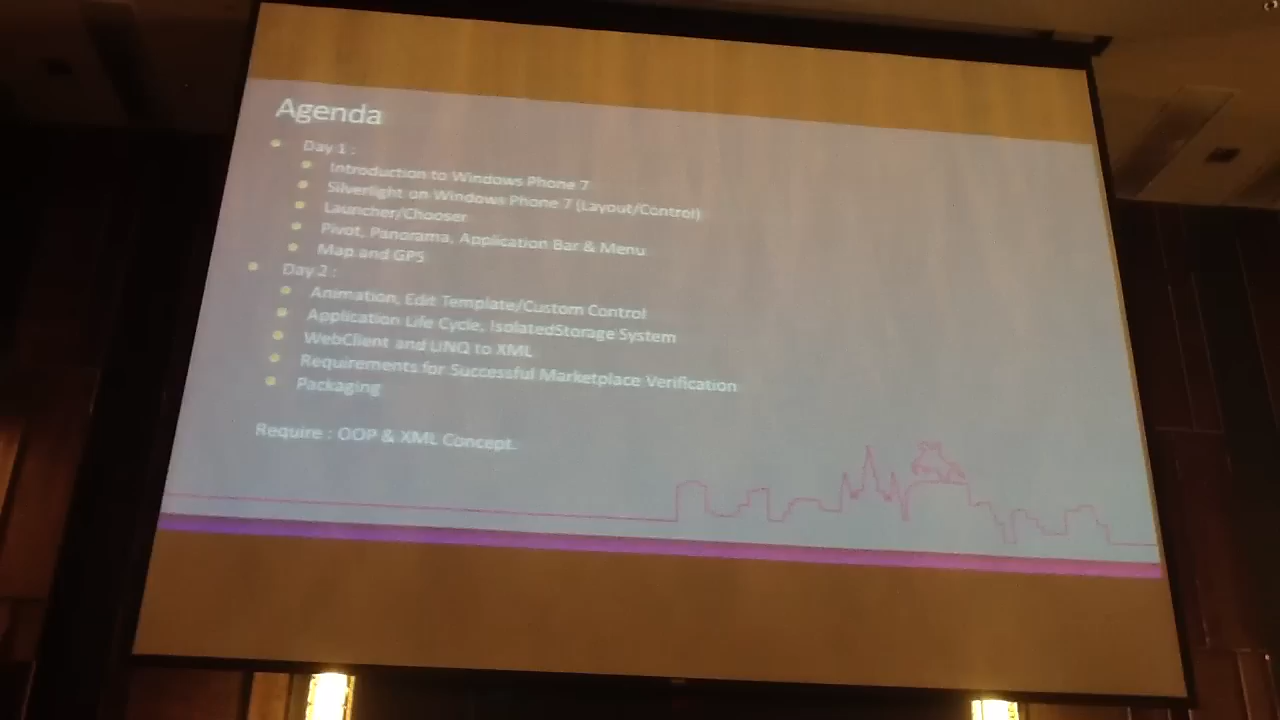 Agenda
Day 1 :
Introduction to Windows Phone 7
Silverlight on Windows Phone 7 (Layout/Control)
Launcher/Chooser
Pivot, Panorama, Application Bar & Menu
Map and GPS
Day 2 :
Animation, Edit Template/Custom Control
Application Life Cycle, IsolatedStorage System
WebClient and LINQ to XML
Requirements for Successful Marketplace Verification
Packaging
Require : OOP & XML Concept.